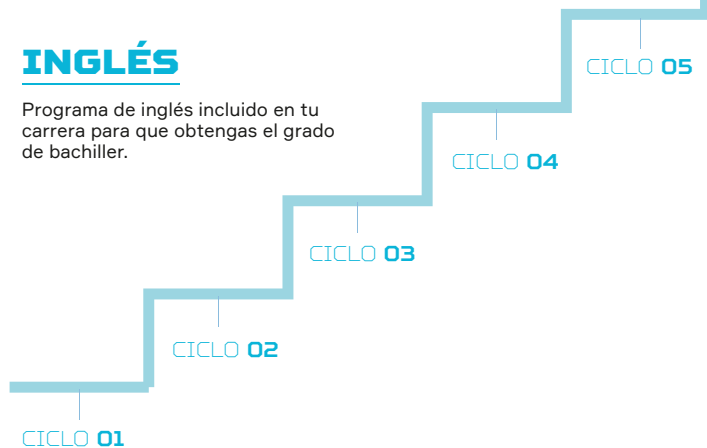 INGLÉS
Programa de inglés incluido en tu
carrera para que obtengas el grado
de bachiller.
CICLO 05
CICLO 04
CICLO 03
CICLO 02
CICLO 01